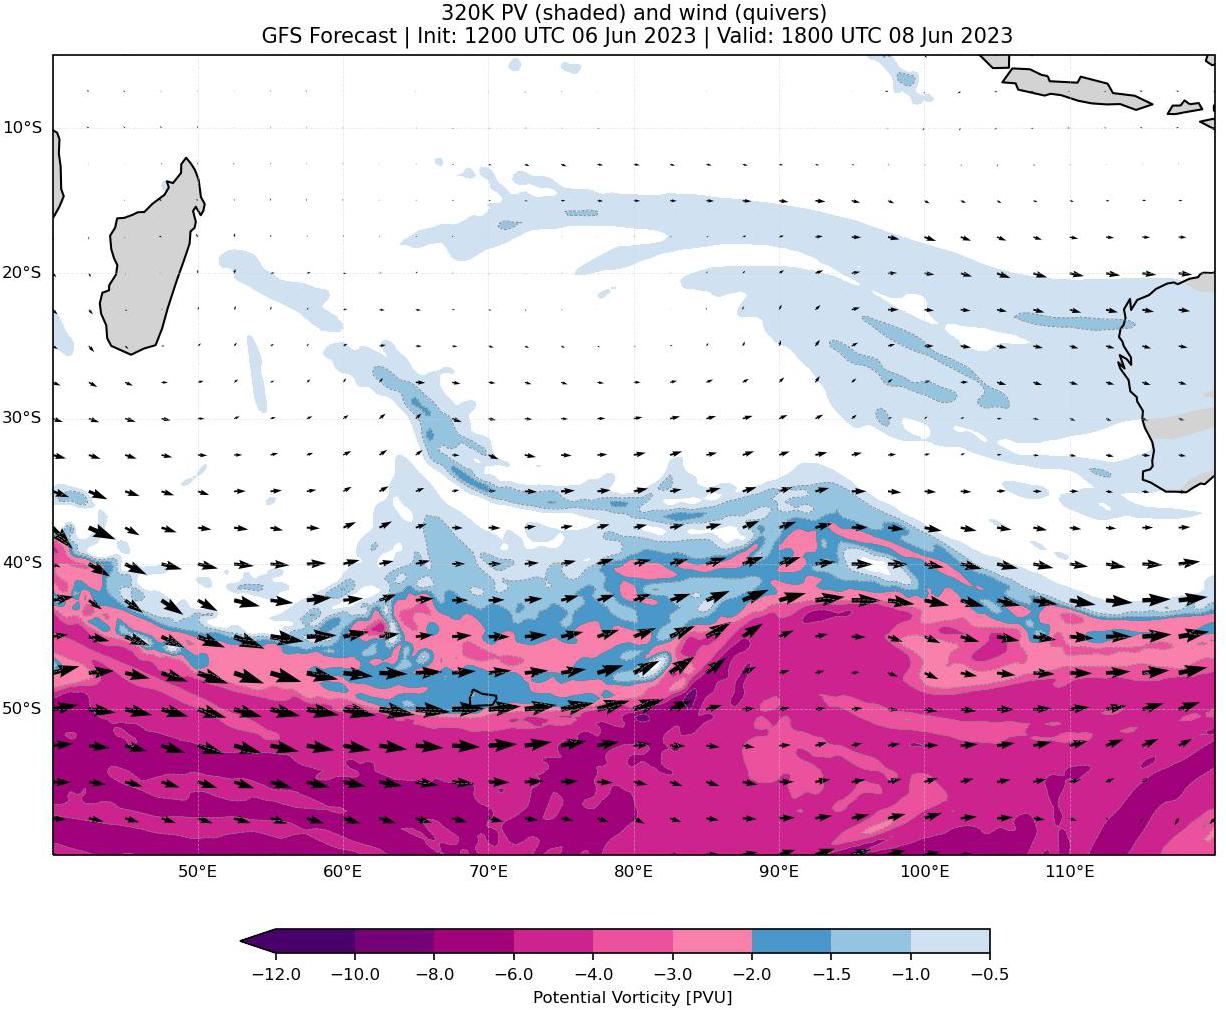 320K PV (shaded) and wind (quivers)
GFS Forecast | Init: 1200 UTC 06 Jun 2023 | Valid: 1800 UTC 08 Jun 2023
10°S
20°S
30°S
40°S
50°S
50°E 60°E 70°E 80°E 90°E 100°E 110°E
−12.0 −10.0 −8.0 −6.0 −4.0 −3.0 −2.0 −1.5 −1.0 −0.5
Potential Vorticity [PVU]